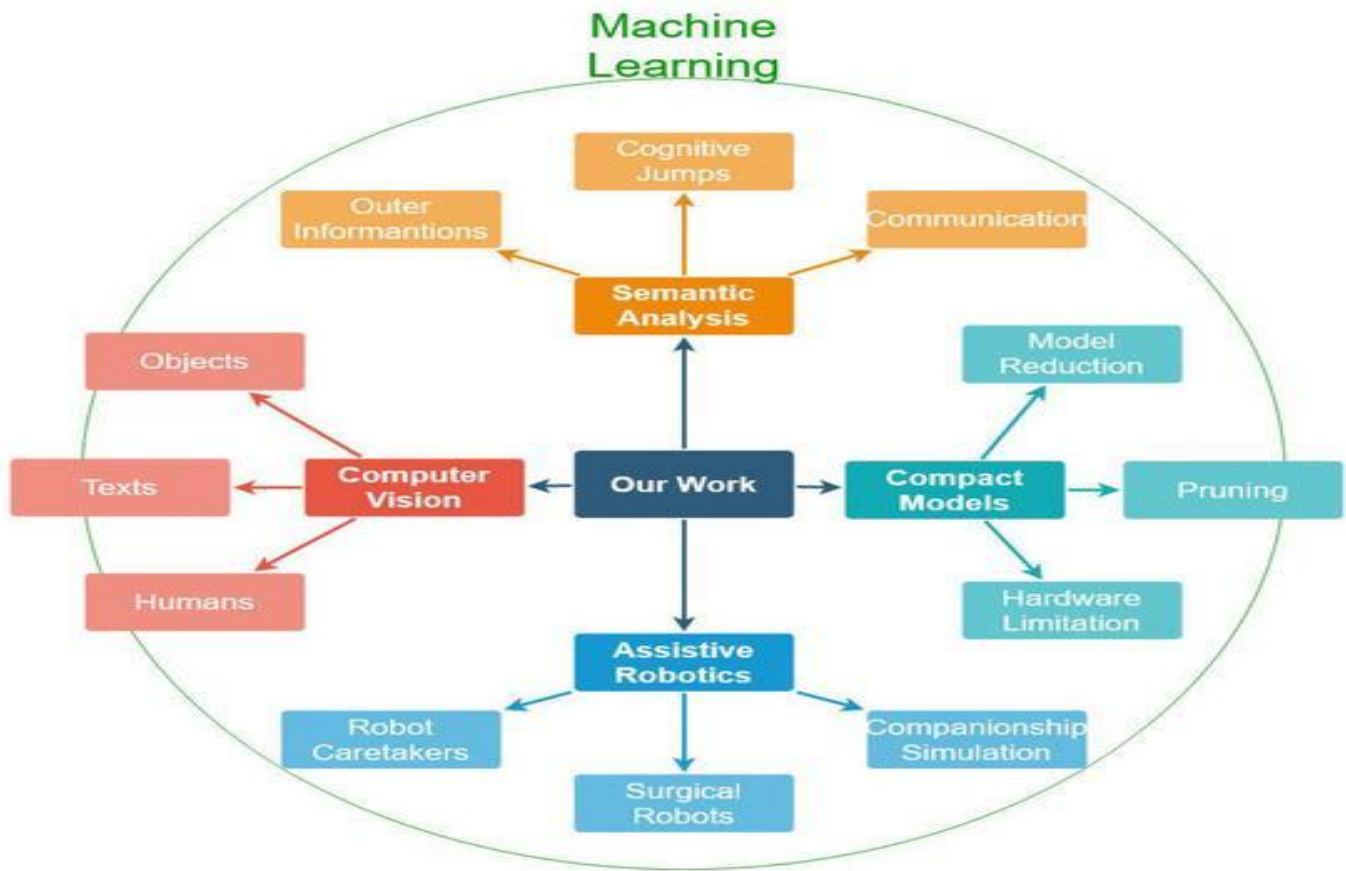 Machine
Learning
Cognitive
Jumps
Outer
Informantions
Communication
Semantic
Analysis
Objects
Model
Reduction
Texts
Computer
Vision
Our Work
Compact
Models
Pruning
Humans
Hardware
Limitation
Assistive
Robotics
Robot
Caretakers
Companionship
Simulation
Surgical
Robots